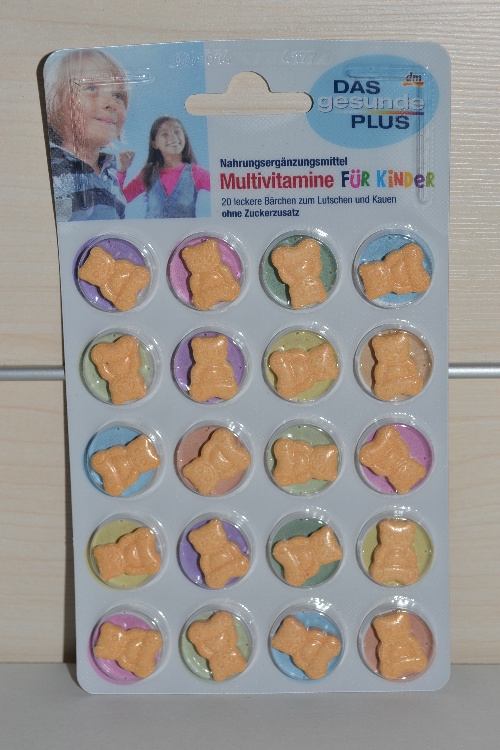 dm
DAS
gesunde
PLUS
Nahrungsergänzungsmittel
Multivitamine FÜR KINDER
20 leckere Bärchen zum Lutschen und Kauen
ohne Zuckerzusatz